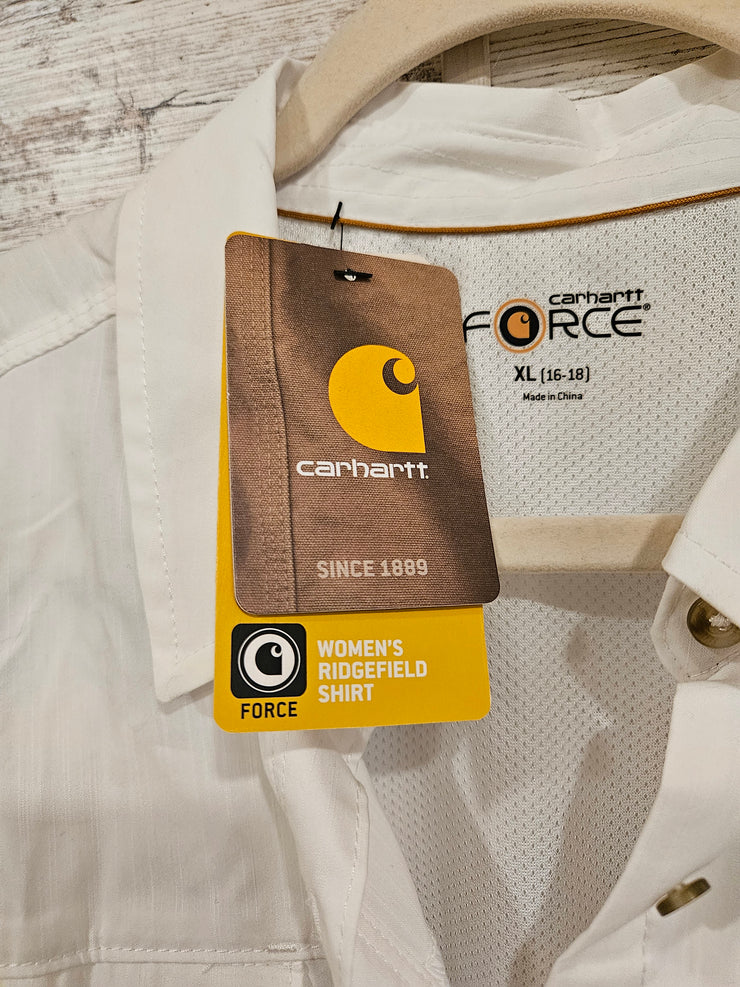 carhartt
SINCE 1889
FORCE
WOMEN'S
RIDGEFIELD
SHIRT
carhartt
FORCE®
XL (16-18)
Made in China